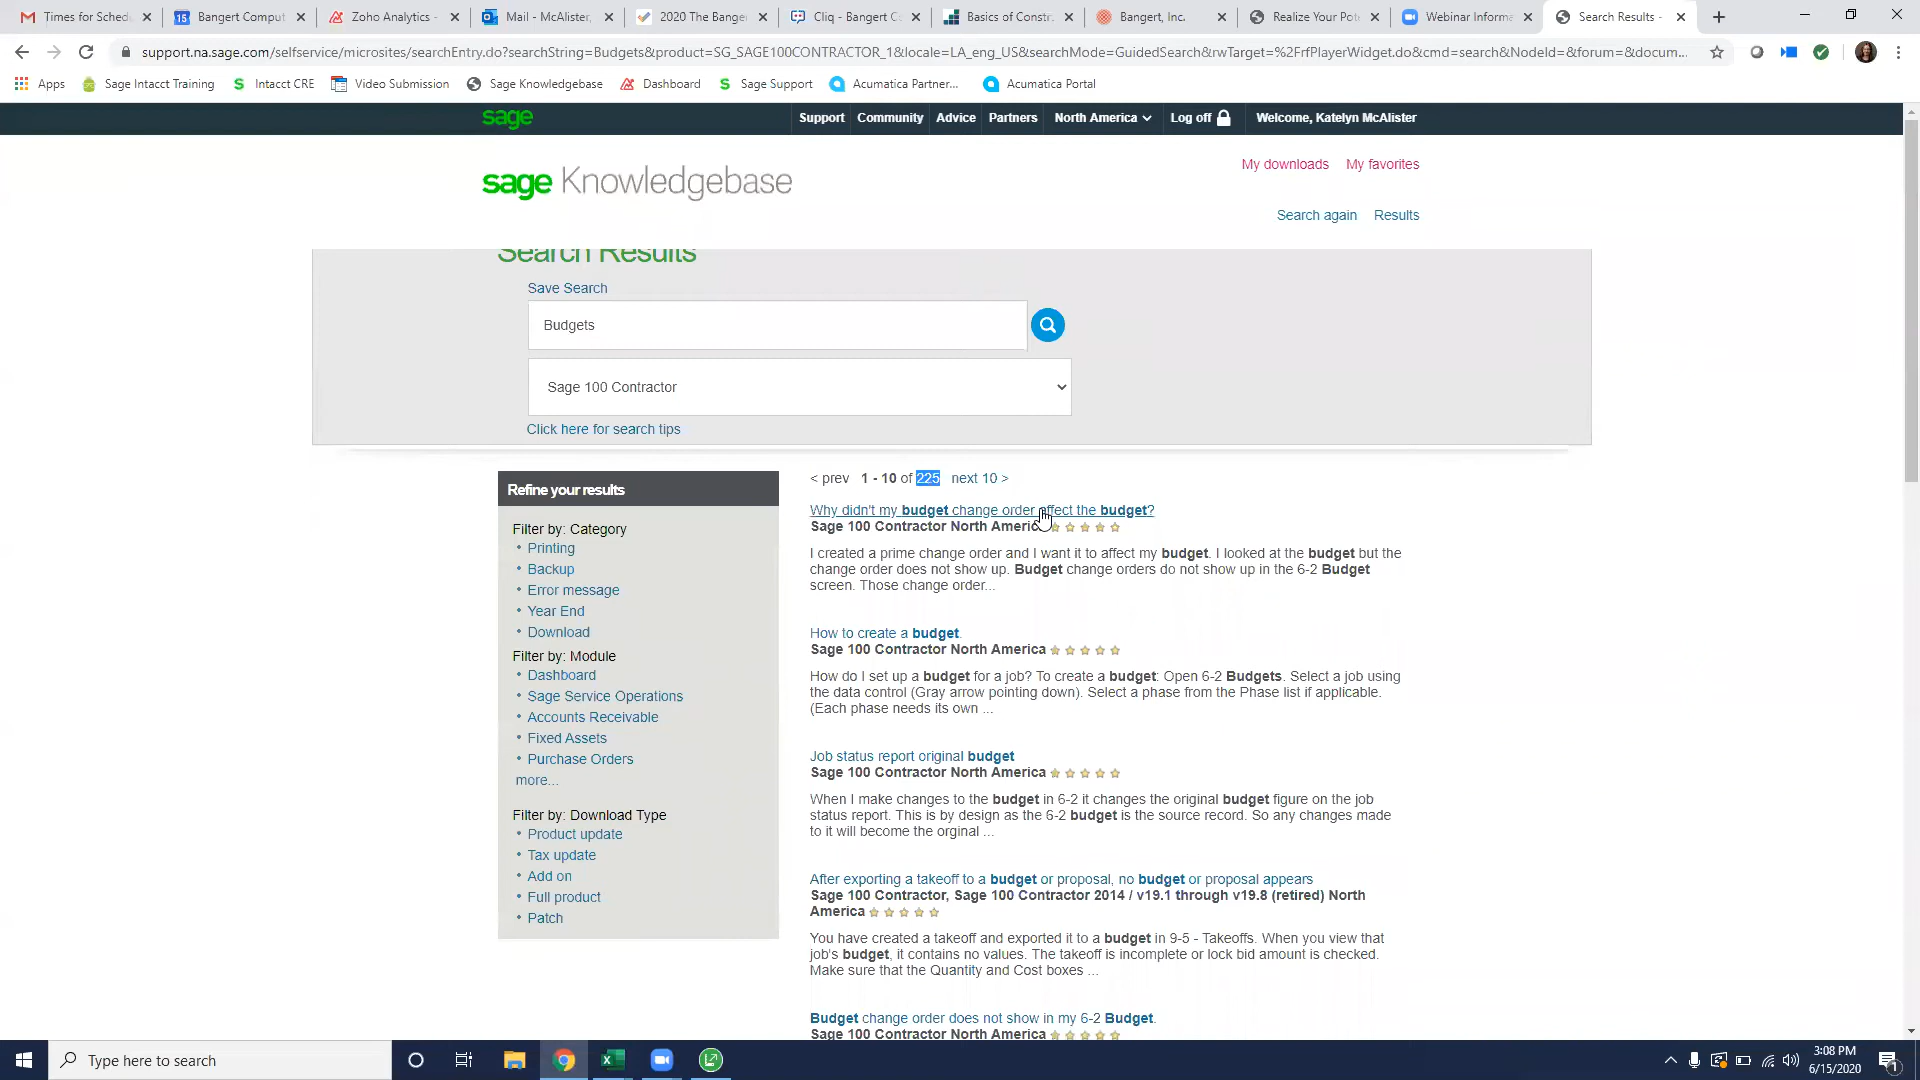 Times for Sched
Bangert Comput
Zoho Analytics -
Mail - McAlister,
2020 The Banger
Cliq - Bangert C
Basics of Constr
Bangert, Inc.
Realize Your Pote
Webinar Informa
Search Results -
support.na.sage.com/selfservice/microsites/searchEntry.do?searchString=Budgets&product=SG_SAGE100CONTRACTOR_1&locale=LA_eng_US&searchMode=GuidedSearch&rwTarget=%2FrfPlayerWidget.do&cmd=search&NodeId=&forum=&docum...
Apps
Sage Intacct Training
Intacct CRE
Video Submission
Sage Knowledgebase
Dashboard
Sage Support
Acumatica Partner...
Acumatica Portal
sage
Support
Community
Advice
Partners
North America
Log off
Welcome, Katelyn McAlister
sage Knowledgebase
My downloads
My favorites
Search again
Results
Search Results
Save Search
Budgets
Sage 100 Contractor
Click here for search tips
Refine your results
Filter by: Category
• Printing
• Backup
• Error message
• Year End
• Download
Filter by: Module
• Dashboard
• Sage Service Operations
• Accounts Receivable
• Fixed Assets
• Purchase Orders
more...
Filter by: Download Type
• Product update
• Tax update
• Add on
• Full product
• Patch
< prev 1 - 10 of 225 next 10 >
Why didn't my budget change order affect the budget?
Sage 100 Contractor North America
I created a prime change order and I want it to affect my budget. I looked at the budget but the
change order does not show up. Budget change orders do not show up in the 6-2 Budget
screen. Those change order...
How to create a budget.
Sage 100 Contractor North America
How do I set up a budget for a job? To create a budget: Open 6-2 Budgets. Select a job using
the data control (Gray arrow pointing down). Select a phase from the Phase list if applicable.
(Each phase needs its own ...
Job status report original budget
Sage 100 Contractor North America
When I make changes to the budget in 6-2 it changes the original budget figure on the job
status report. This is by design as the 6-2 budget is the source record. So any changes made
to it will become the orginal ...
After exporting a takeoff to a budget or proposal, no budget or proposal appears
Sage 100 Contractor, Sage 100 Contractor 2014 / v19.1 through v19.8 (retired) North
America
You have created a takeoff and exported it to a budget in 9-5 - Takeoffs. When you view that
job's budget, it contains no values. The takeoff is incomplete or lock bid amount is checked.
Make sure that the Quantity and Cost boxes ...
Budget change order does not show in my 6-2 Budget.
Sage 100 Contractor North America
Type here to search
3:08 PM
6/15/2020